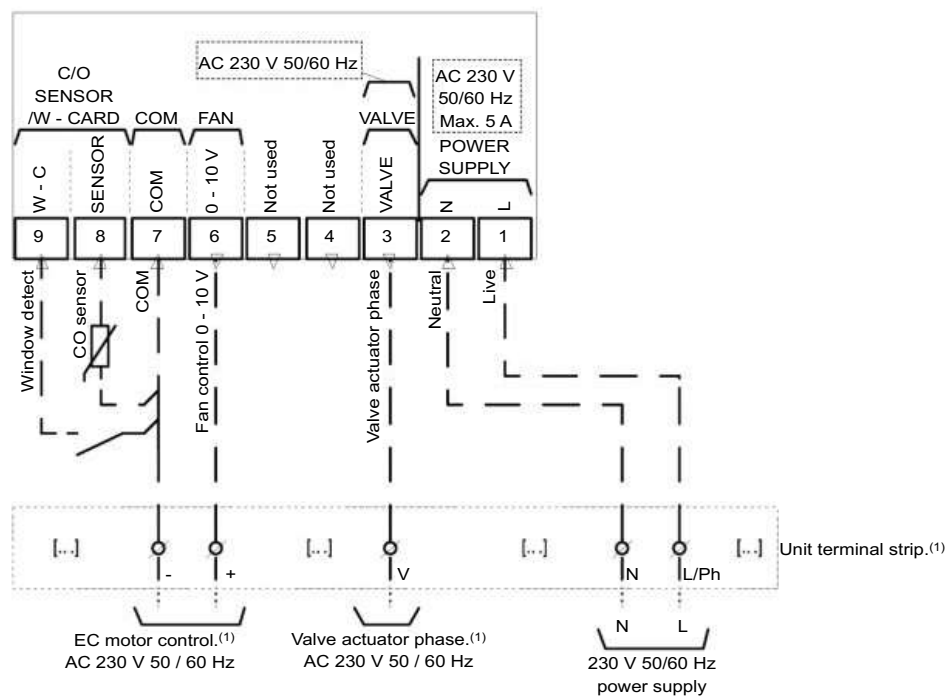 AC 230 V 50/60 Hz
AC 230 V
50/60 Hz
Max. 5 A
C/O
SENSOR
/W - CARD
COM
FAN
VALVE
POWER
SUPPLY
W - C
SENSOR
COM
0 - 10 V
Not used
Not used
VALVE
N
L
9
8
7
6
5
4
3
2
1
Window detect
CO sensor
COM
Fan control 0 - 10 V
Valve actuator phase
Neutral
Live
[...]
[...]
[...]
[...]
Unit terminal strip.(1)
-
+
V
N
L/Ph
EC motor control.(1)
AC 230 V 50 / 60 Hz
Valve actuator phase.(1)
AC 230 V 50 / 60 Hz
N
L
230 V 50/60 Hz
power supply